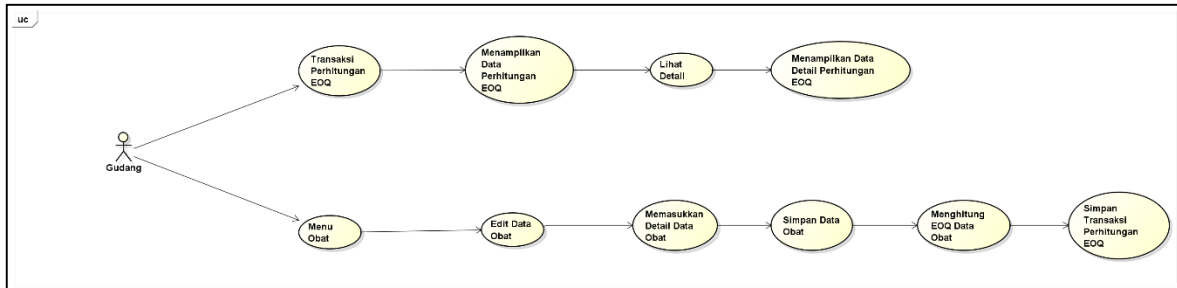 uc
Transaksi
Perhitungan
EOQ
Menampilkan
Data
Perhitungan
EOQ
Lihat
Detail
Menampilkan Data
Detail Perhitungan
EOQ
Gudang
Menu
Obat
Edit Data
Obat
Memasukkan
Detail Data
Obat
Simpan Data
Obat
Menghitung
EOQ Data
Obat
Simpan
Transaksi
Perhitungan
EOQ